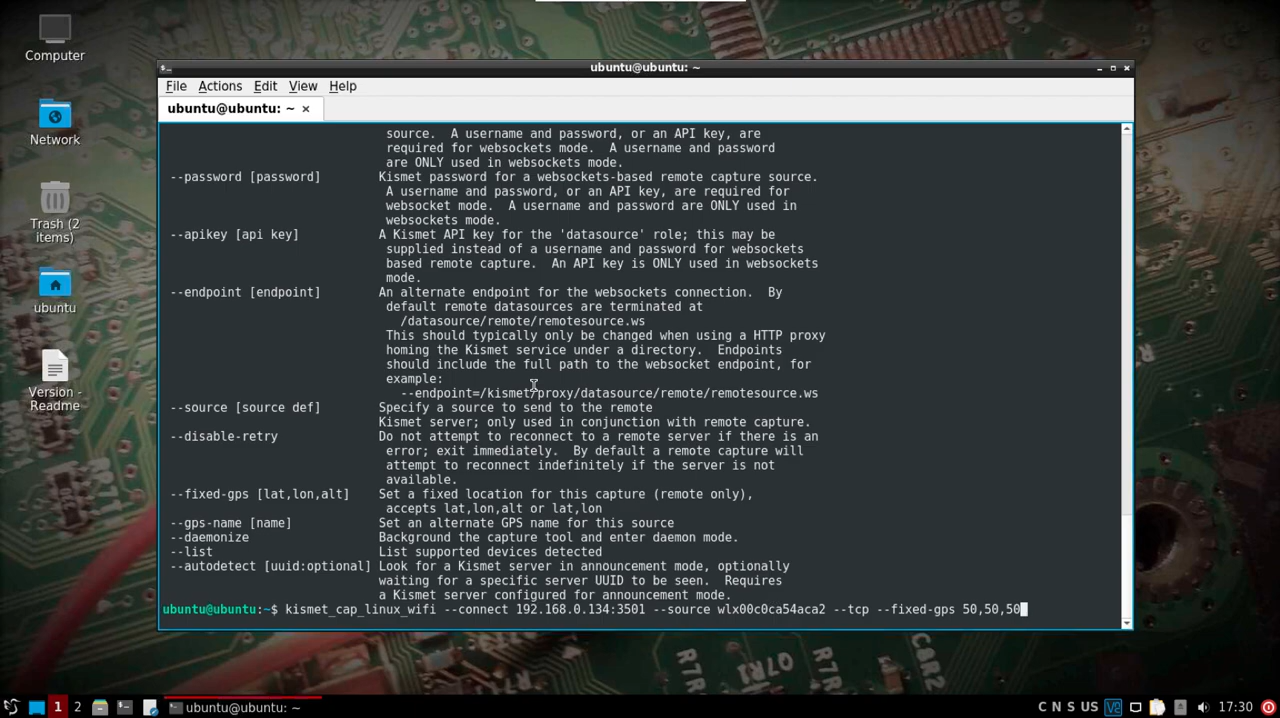 Computer
Network
Trash (2
items)
ubuntu
Version -
Readme
ubuntu@ubuntu: ~
File Actions Edit View Help
ubuntu@ubuntu: ~
source. A username and password, or an API key, are
required for websockets mode. A username and password
are ONLY used in websockets mode.
--password [password] Kismet password for a websockets-based remote capture source.
A username and password, or an API key, are required for
websocket mode. A username and password are ONLY used in
websockets mode.
--apikey [api key] A Kismet API key for the 'datasource' role; this may be
supplied instead of a username and password for websockets
based remote capture. An API key is ONLY used in websockets
mode.
--endpoint [endpoint] An alternate endpoint for the websockets connection. By
default remote datasources are terminated at
/datasource/remote/remotesource.ws
This should typically only be changed when using a HTTP proxy
homing the Kismet service under a directory. Endpoints
should include the full path to the websocket endpoint, for
example:
--endpoint=/kismet/proxy/datasource/remote/remotesource.ws
--source [source def] Specify a source to send to the remote
Kismet server; only used in conjunction with remote capture.
--disable-retry Do not attempt to reconnect to a remote server if there is an
error; exit immediately. By default a remote capture will
attempt to reconnect indefinitely if the server is not
available.
--fixed-gps [lat,lon,alt] Set a fixed location for this capture (remote only),
accepts lat,lon,alt or lat,lon
--gps-name [name] Set an alternate GPS name for this source
--daemonize Background the capture tool and enter daemon mode.
--list List supported devices detected
--autodetect [uuid:optional] Look for a Kismet server in announcement mode, optionally
waiting for a specific server UUID to be seen. Requires
a Kismet server configured for announcement mode.
ubuntu@ubuntu:~$ kismet_cap_linux_wifi --connect 192.168.0.134:3501 --source wlx00c0ca54aca2 --tcp --fixed-gps 50,50,50
1 2 ubuntu@ubuntu: ~ C N S US 17:30